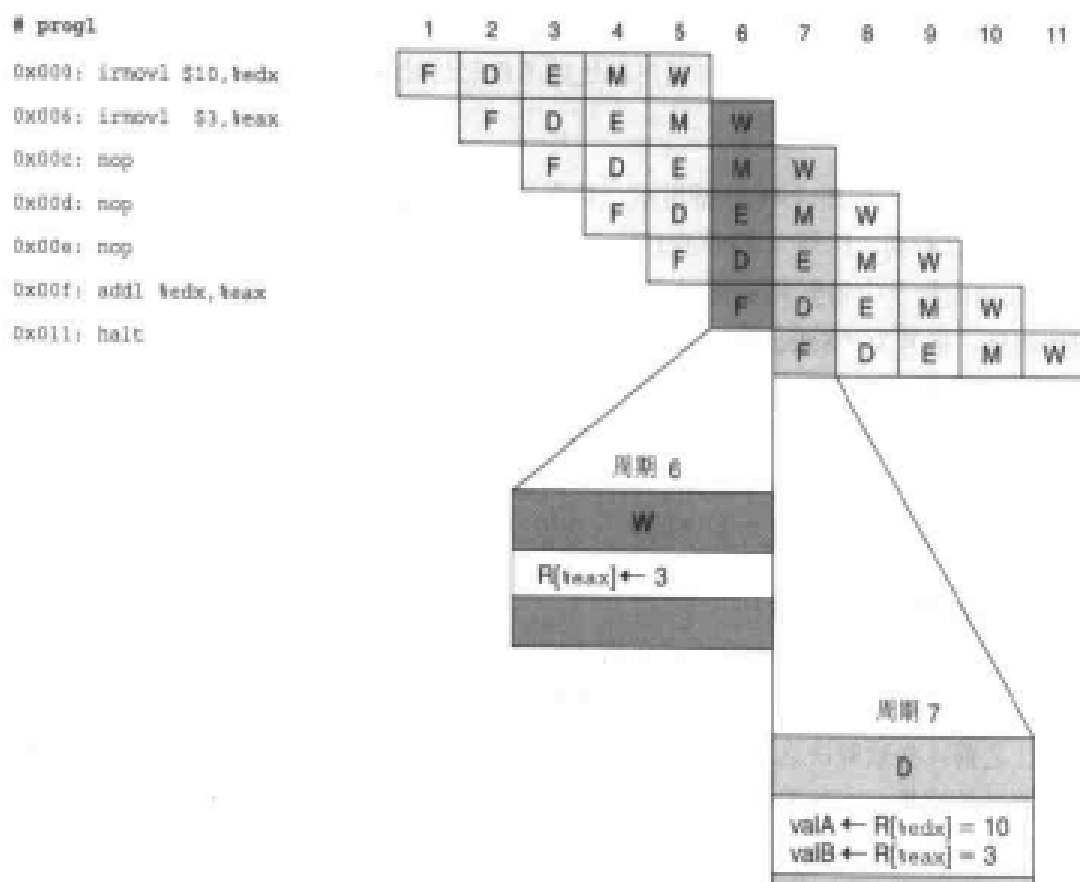 # prog1
1 2 3 4 5 6 7 8 9 10 11
0x000: irmovl $10,%edx F D E M W
0x006: irmovl $3,%eax F D E M W
0x00c: nop F D E M W
0x00d: nop F D E M W
0x00e: nop F D E M W
0x00f: addl %edx,%eax F D E M W
0x011: halt F D E M W
周期 6
W
R[%eax] ← 3
周期 7
D
valA ← R[%edx] = 10
valB ← R[%eax] = 3